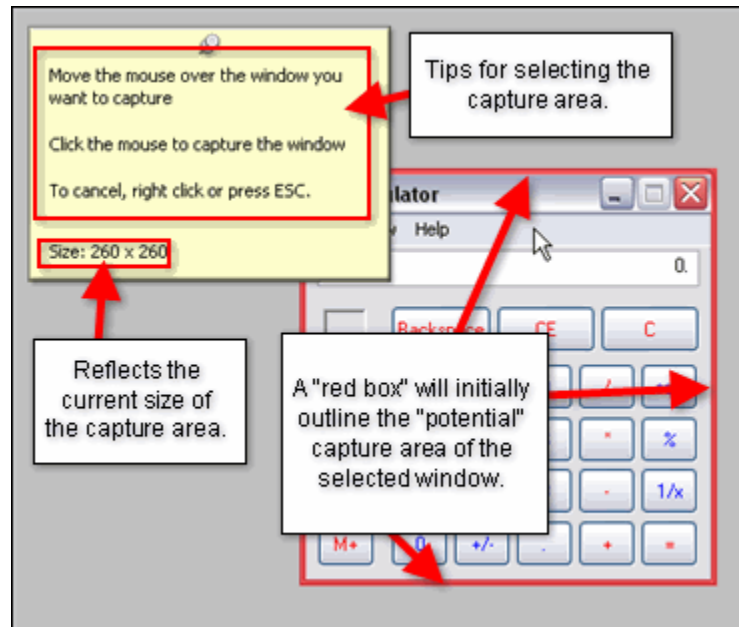 Move the mouse over the window you
want to capture
Click the mouse to capture the window
To cancel, right click or press ESC.
Size: 260 x 260
Tips for selecting the
capture area.
Help
0.
Backspace CE C
Reflects the
current size of
the capture area.
A "red box" will initially
outline the "potential"
capture area of the
selected window.
/
* %
- 1/x
M+ 0 +/- . + =